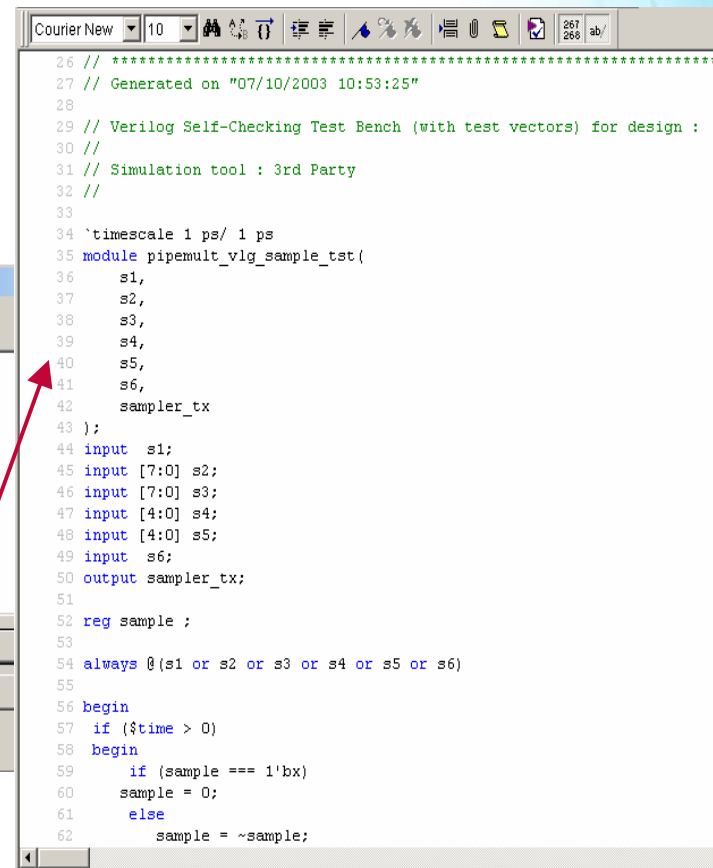 Courier New 10 267 268 ab/
26 // *******************************************************************
27 // Generated on "07/10/2003 10:53:25"
28
29 // Verilog Self-Checking Test Bench (with test vectors) for design :
30 //
31 // Simulation tool : 3rd Party
32 //
33
34 `timescale 1 ps/ 1 ps
35 module pipemult_vlg_sample_tst(
36     s1,
37     s2,
38     s3,
39     s4,
40     s5,
41     s6,
42     sampler_tx
43 );
44 input  s1;
45 input [7:0] s2;
46 input [7:0] s3;
47 input [4:0] s4;
48 input [4:0] s5;
49 input  s6;
50 output sampler_tx;
51
52 reg sample ;
53
54 always @(s1 or s2 or s3 or s4 or s5 or s6)
55
56 begin
57  if ($time > 0)
58  begin
59      if (sample === 1'bx)
60     sample = 0;
61      else
62         sample = ~sample;